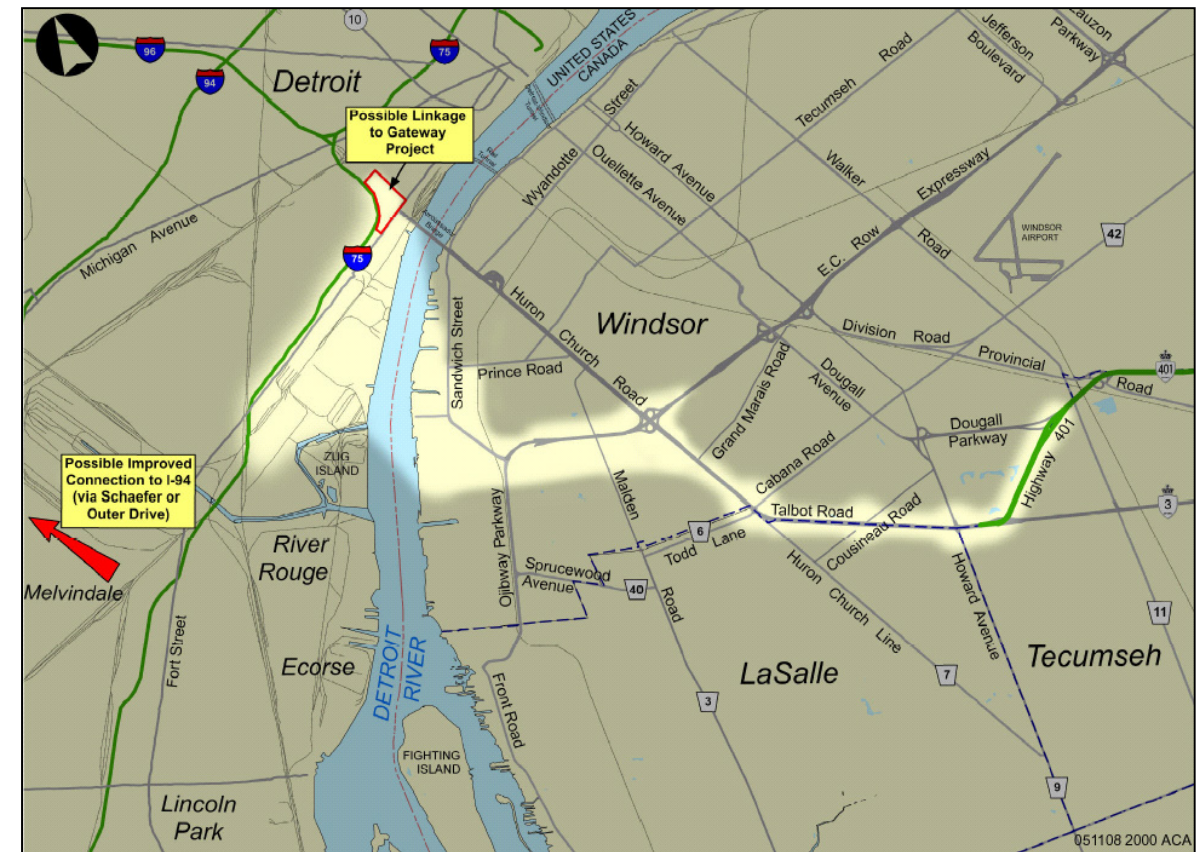 10
96
94
75
Detroit
UNITED STATES
CANADA
Possible Linkage
to Gateway
Project
Lauzon
Parkway
Jefferson
Boulevard
Tecumseh Road
Walker
Road
Howard Avenue
Ouellette Avenue
Wyandotte Street
Rail
Tunnel
E.C. Row Expressway
WINDSOR
AIRPORT
42
Michigan Avenue
75
Huron
Church
Road
Windsor
Sandwich Street
Prince Road
Grand Marais Road
Division Road
Provincial
Road
Dougall
Avenue
401
Dougall
Parkway
Highway 401
Cabana Road
ZUG
ISLAND
Possible Improved
Connection to I-94
(via Schaefer or
Outer Drive)
Melvindale
River
Rouge
Ojibway Parkway
Malden
Road
Talbot Road
Cousineau Road
3
6
Todd Lane
Huron
Church
Line
Sprucewood
Avenue
40
Howard Avenue
11
Fort Street
Ecorse
DETROIT
RIVER
Front Road
LaSalle
Tecumseh
7
3
FIGHTING
ISLAND
9
Lincoln
Park
051108 2000 ACA